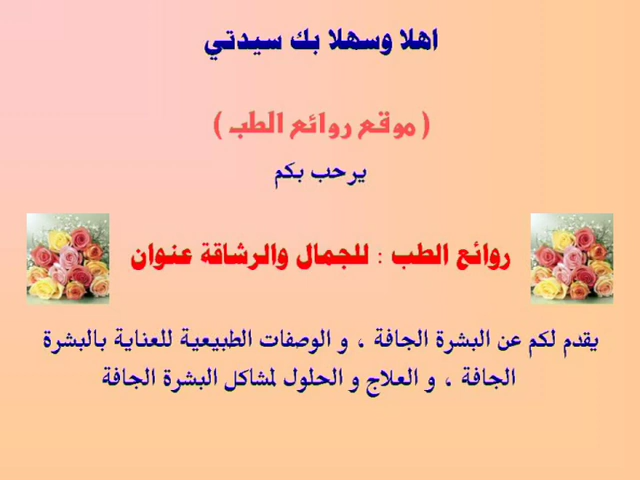 اهلا وسهلا بك سيدتي
( موقع روائع الطب )
يرحب بكم
روائع الطب : للجمال والرشاقة عنوان
يقدم لكم عن البشرة الجافة ، و الوصفات الطبيعية للعناية بالبشرة
الجافة ، و العلاج و الحلول لمشاكل البشرة الجافة